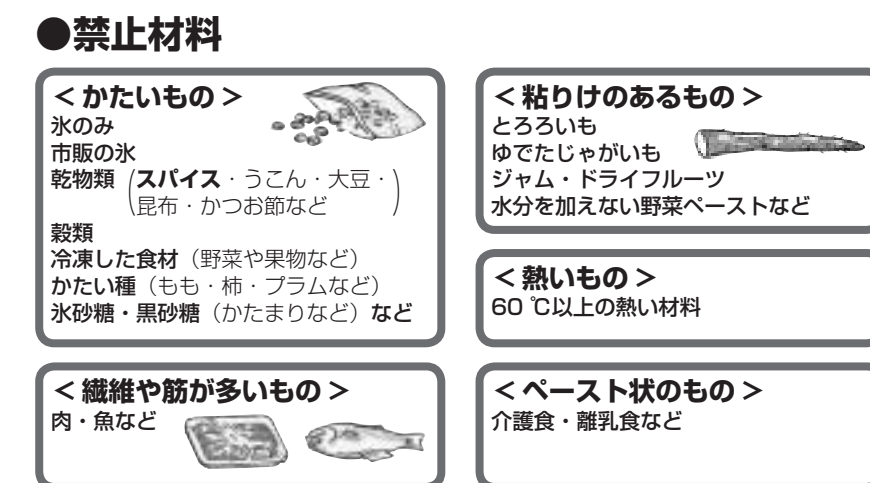 ●禁止材料
＜かたいもの＞
氷のみ
市販の氷
乾物類（スパイス・うこん・大豆・
昆布・かつお節など）
穀類
冷凍した食材（野菜や果物など）
かたい種（もも・柿・プラムなど）
氷砂糖・黒砂糖（かたまりなど）など
＜繊維や筋が多いもの＞
肉・魚など
＜粘りけのあるもの＞
とろろいも
ゆでたじゃがいも
ジャム・ドライフルーツ
水分を加えない野菜ペーストなど
＜熱いもの＞
60 ℃以上の熱い材料
＜ペースト状のもの＞
介護食・離乳食など